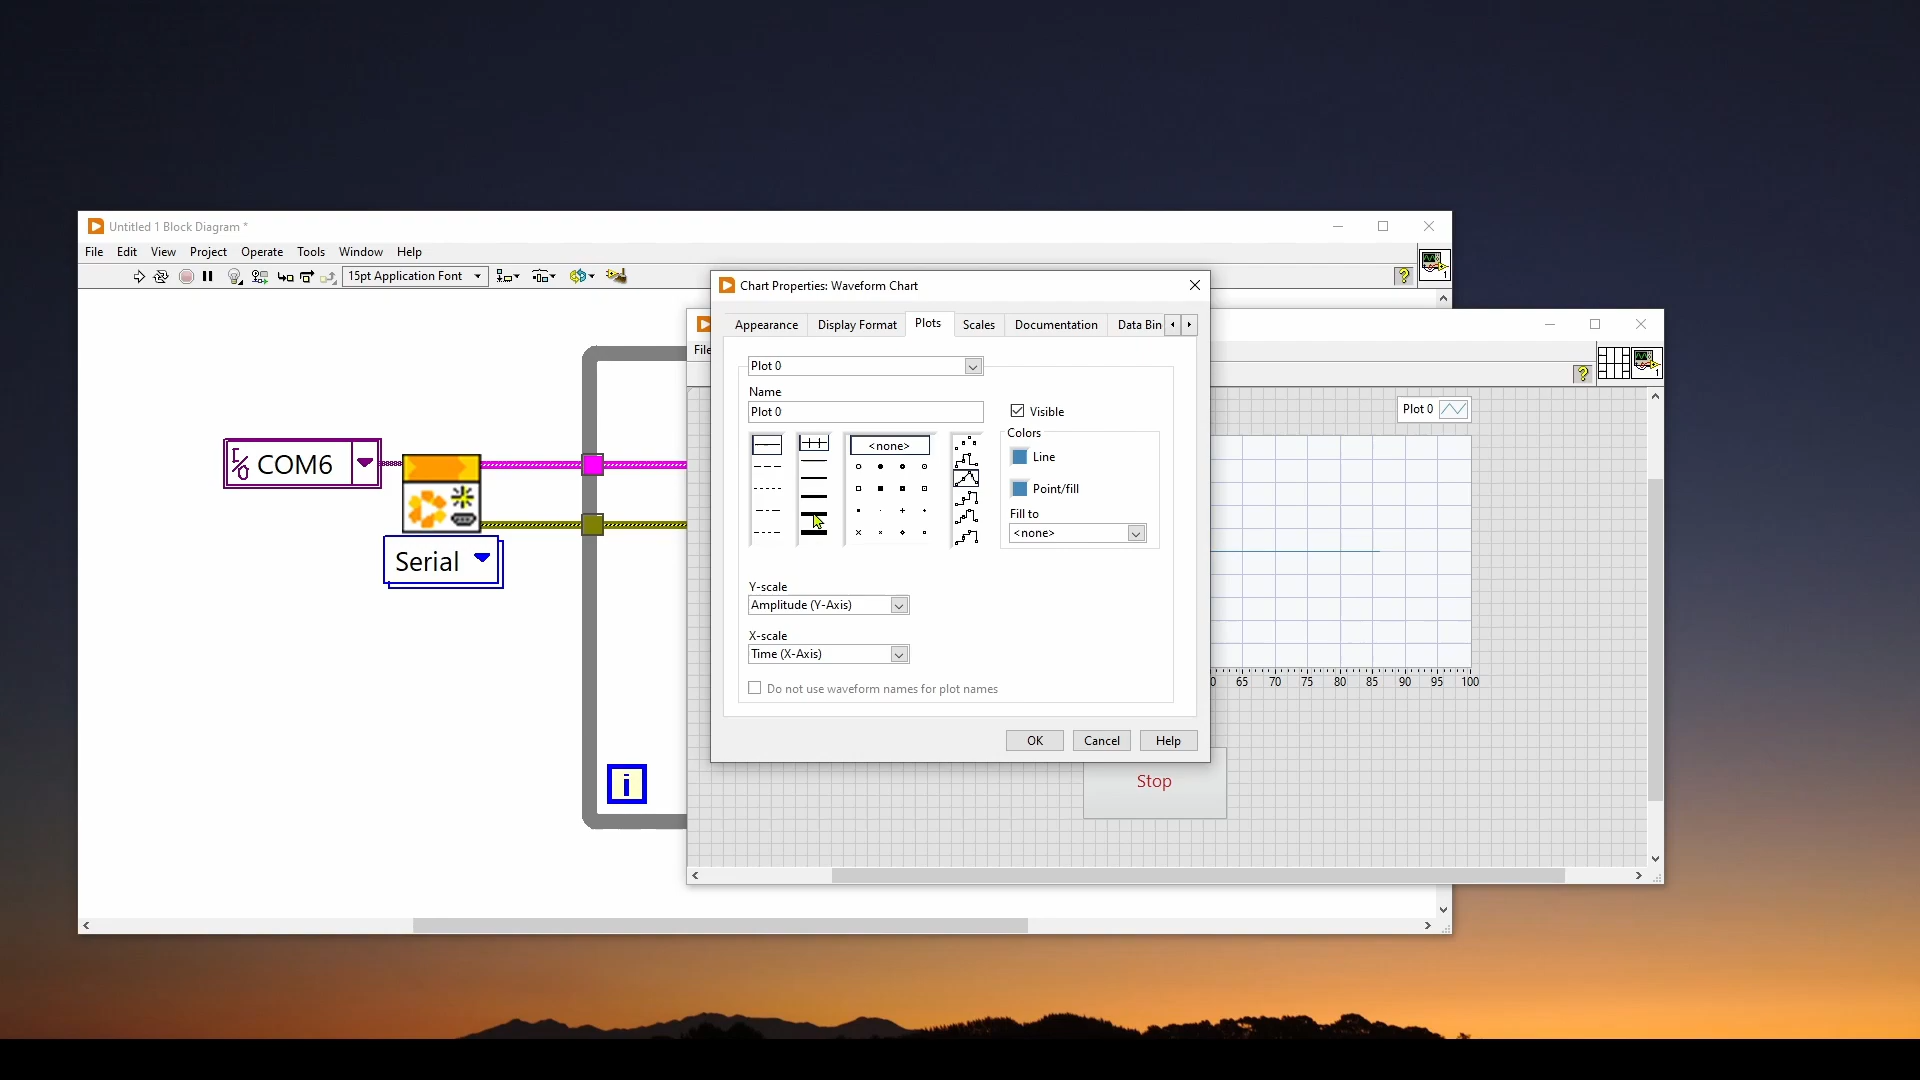 Untitled 1 Block Diagram *
File Edit View Project Operate Tools Window Help
15pt Application Font
1
Chart Properties: Waveform Chart
Appearance Display Format Plots Scales Documentation Data Bin
File
1
Plot 0
Name
Plot 0
Visible
Plot 0
<none>
Colors
Line
Point/fill
Fill to
<none>
COM6
Serial
Y-scale
Amplitude (Y-Axis)
X-scale
Time (X-Axis)
0 65 70 75 80 85 90 95 100
Do not use waveform names for plot names
OK Cancel Help
i
Stop